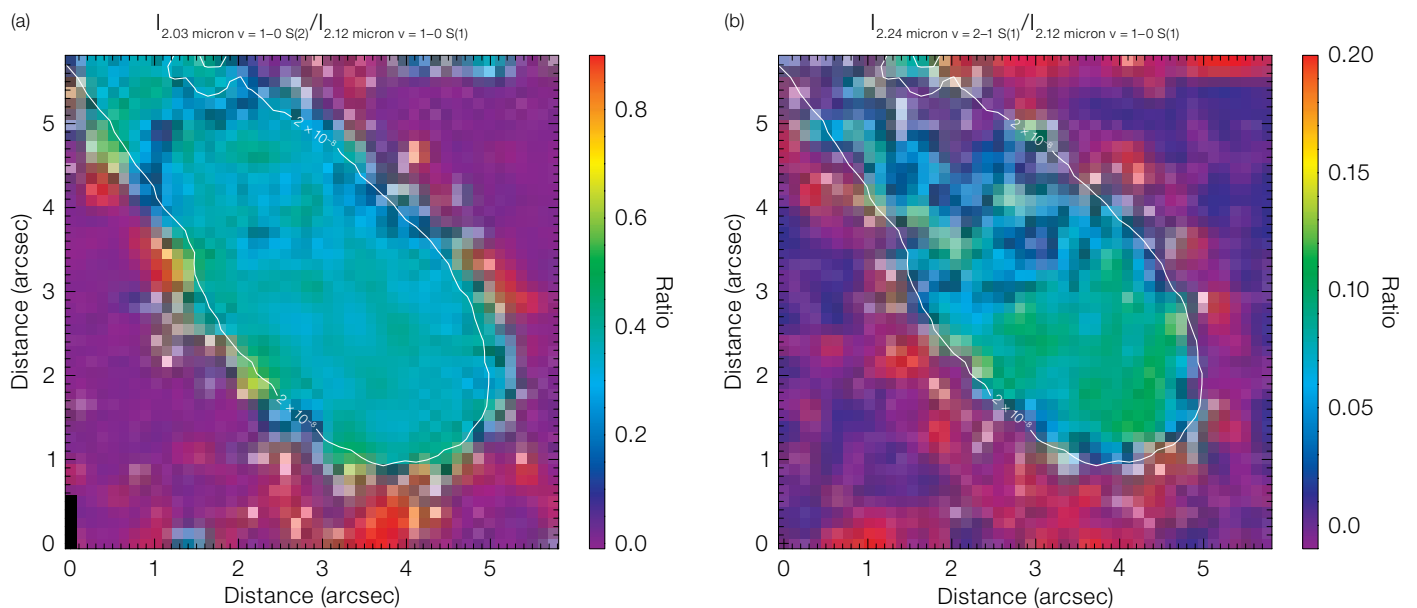 (a)
I2.03 micron v = 1–0 S(2)/I2.12 micron v = 1–0 S(1)
Distance (arcsec)
5
4
3
2
1
0
2 × 10⁻⁸
2 × 10⁻⁸
0 1 2 3 4 5
Distance (arcsec)
0.8
0.6
0.4
0.2
0.0
Ratio
(b)
I2.24 micron v = 2–1 S(1)/I2.12 micron v = 1–0 S(1)
Distance (arcsec)
5
4
3
2
1
0
2 × 10⁻⁸
2 × 10⁻⁸
0 1 2 3 4 5
Distance (arcsec)
0.20
0.15
0.10
0.05
0.0
Ratio